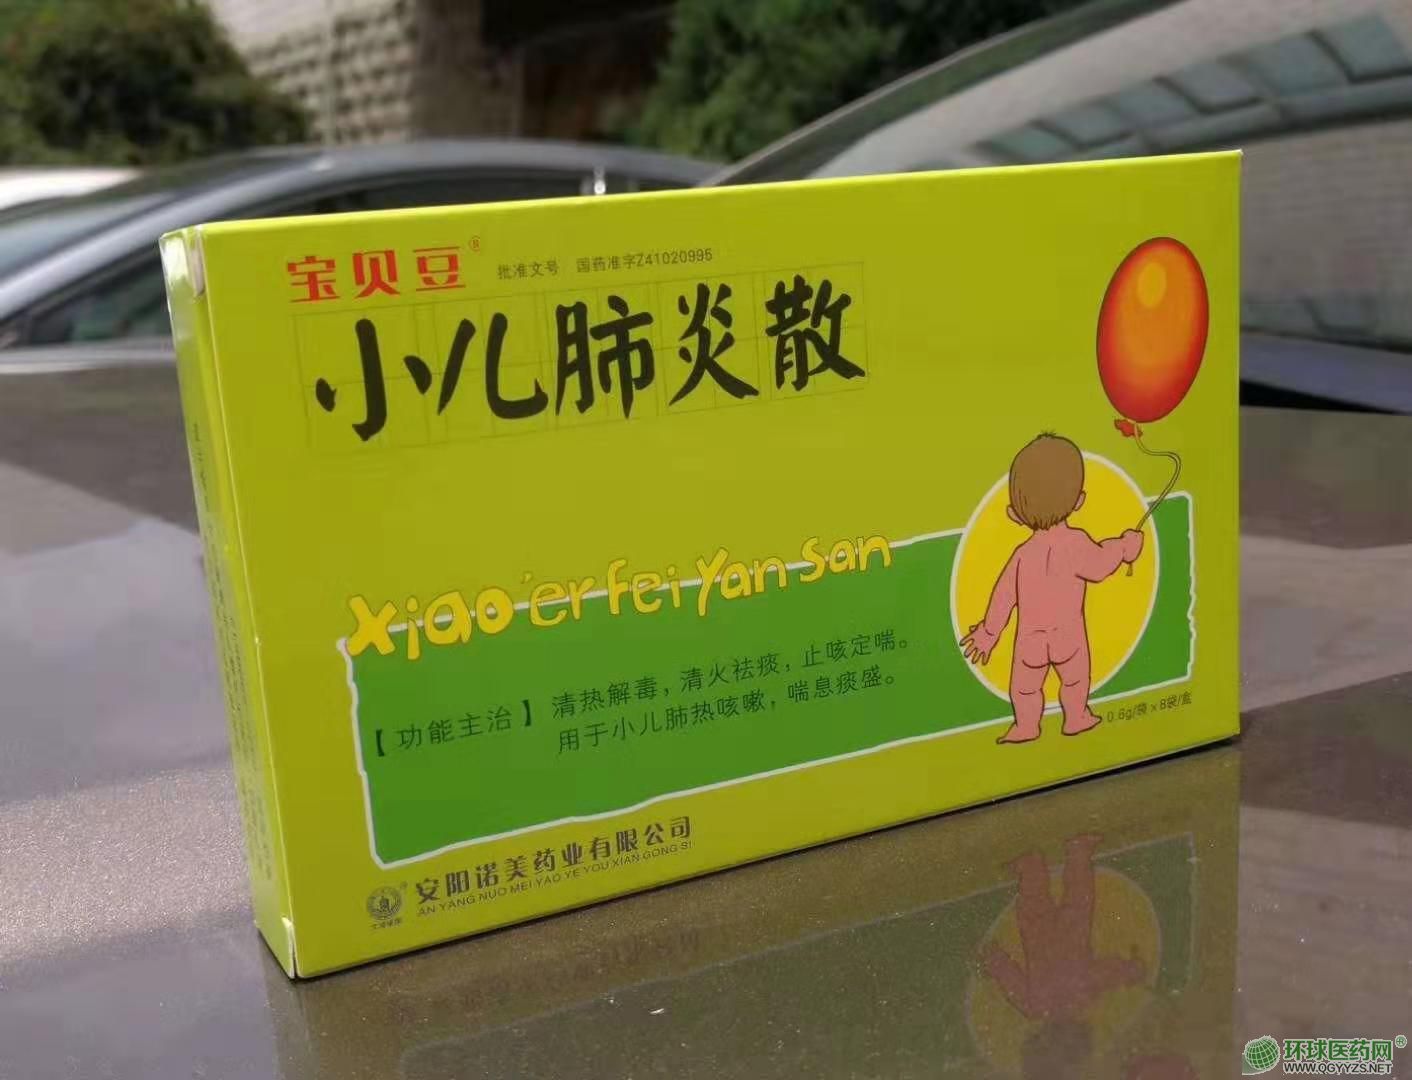 宝贝豆®
批准文号 国药准字Z41020995
小儿肺炎散
xiao'er fei yan san
【功能主治】清热解毒，清火祛痰，止咳定喘。
用于小儿肺热咳嗽，喘息痰盛。
0.6g/袋×8袋/盒
安阳诺美药业有限公司
AN YANG NUO MEI YAO YE YOU XIAN GONG SI
环球医药网®
WWW.QGYYZS.NET